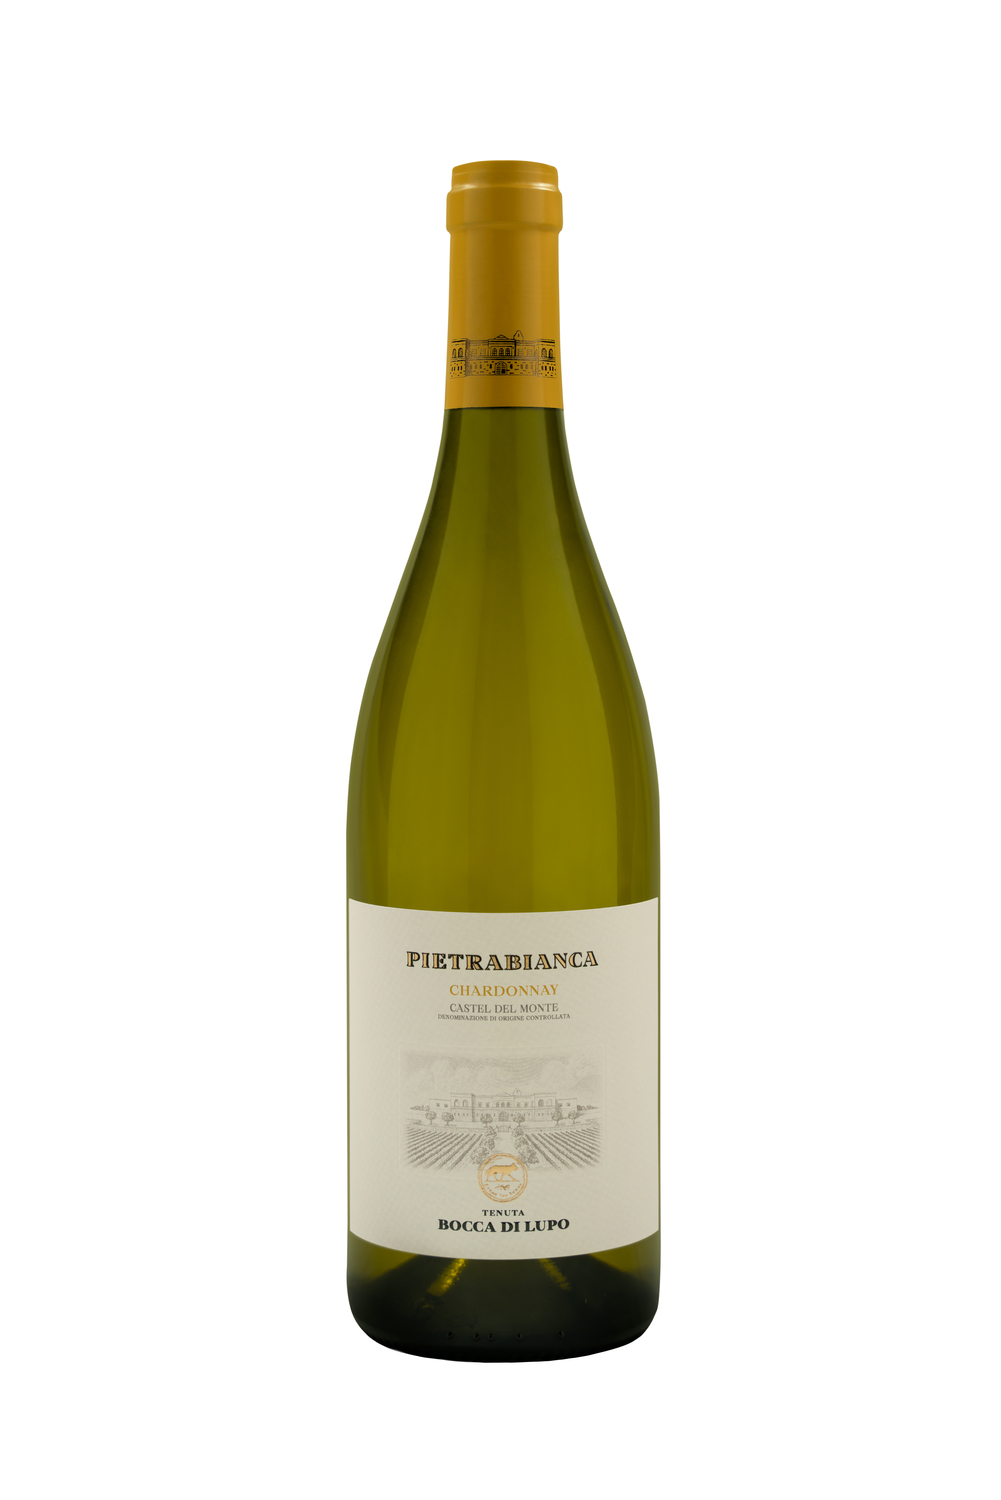 PIETRABIANCA
CHARDONNAY
CASTEL DEL MONTE
DENOMINAZIONE DI ORIGINE CONTROLLATA
TENUTA
BOCCA DI LUPO